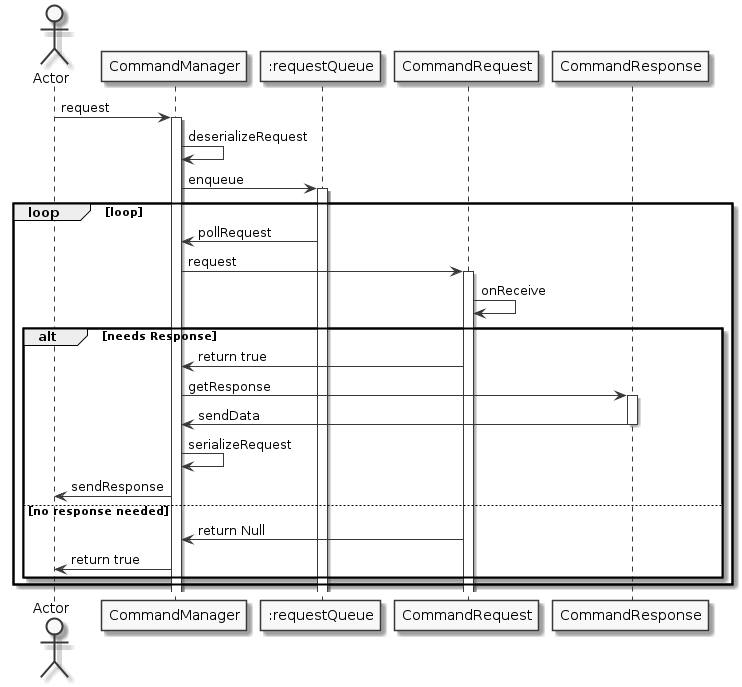 Actor
CommandManager
:requestQueue
CommandRequest
CommandResponse
request
deserializeRequest
enqueue
loop [loop]
pollRequest
request
onReceive
alt [needs Response]
return true
getResponse
sendData
serializeRequest
sendResponse
[no response needed]
return Null
return true
Actor
CommandManager
:requestQueue
CommandRequest
CommandResponse